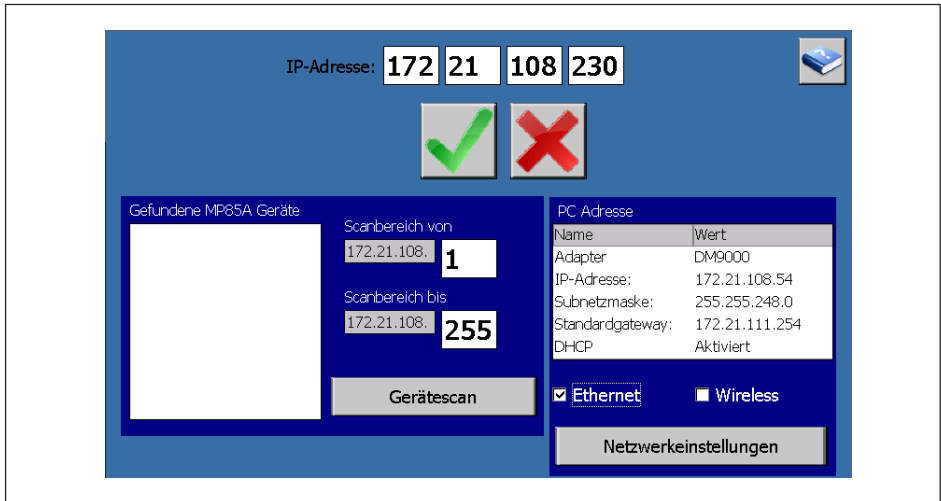 IP-Adresse: 172 21 108 230
Gefundene MP85A Geräte
Scanbereich von
172.21.108. 1
Scanbereich bis
172.21.108. 255
Gerätescan
PC Adresse
Name Wert
Adapter DM9000
IP-Adresse: 172.21.108.54
Subnetzmaske: 255.255.248.0
Standardgateway: 172.21.111.254
DHCP Aktiviert
Ethernet Wireless
Netzwerkeinstellungen